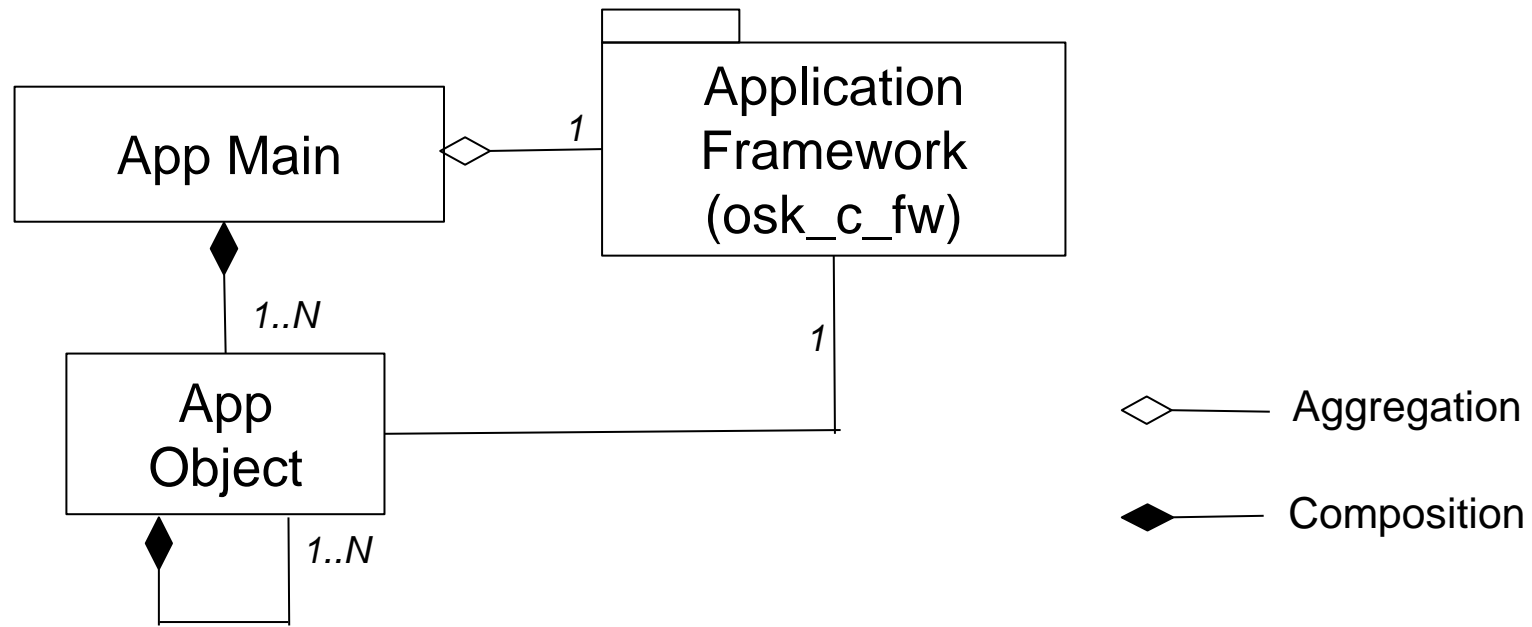 App Main
1
Application
Framework
(osk_c_fw)
1..N
1
App
Object
1..N
Aggregation
Composition